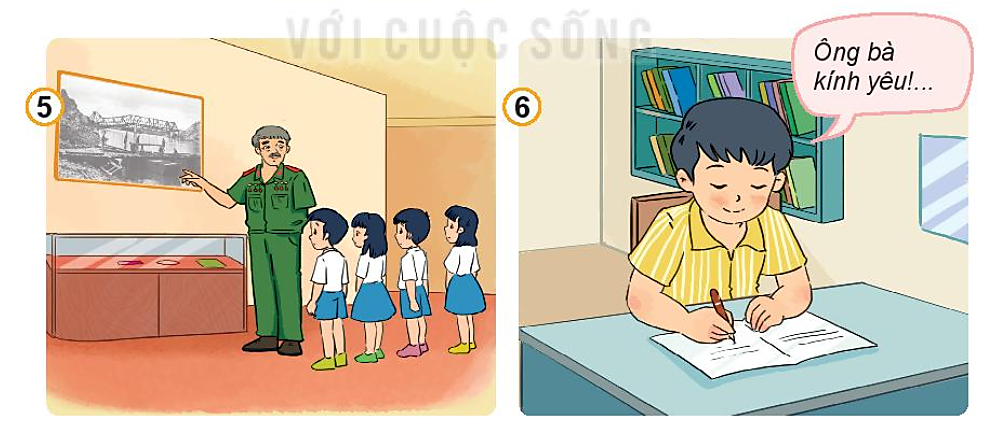 VỚI CUỘC SỐNG
5
6
Ông bà
kính yêu!...